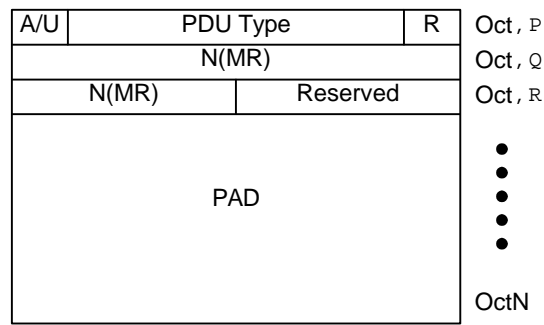 A/U PDU Type R Oct, P
N(MR) Oct, Q
N(MR) Reserved Oct, R
PAD
OctN